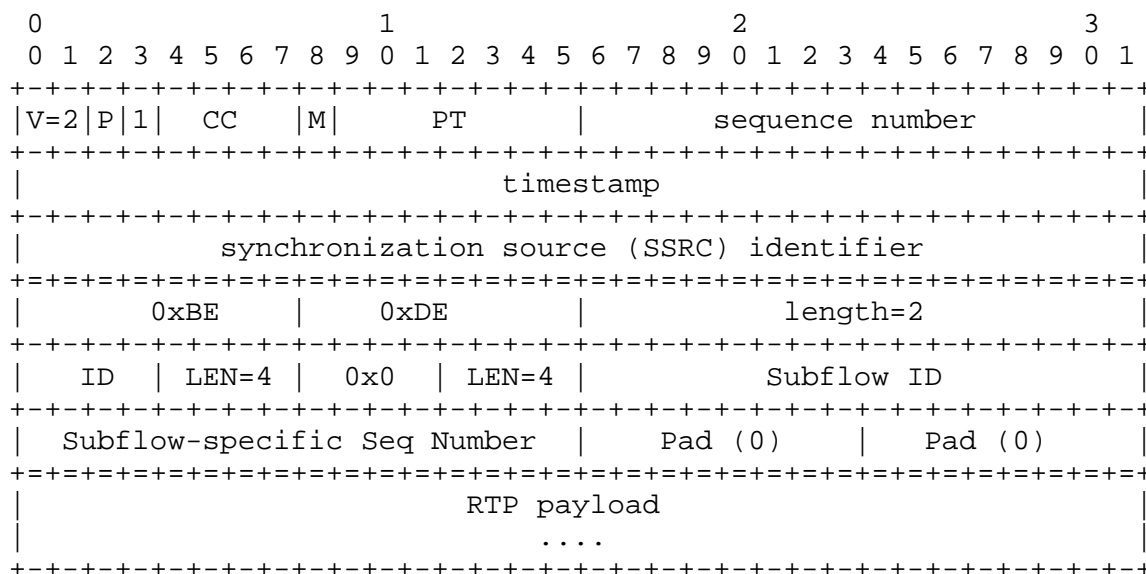 0                   1                   2                   3
 0 1 2 3 4 5 6 7 8 9 0 1 2 3 4 5 6 7 8 9 0 1 2 3 4 5 6 7 8 9 0 1
+-+-+-+-+-+-+-+-+-+-+-+-+-+-+-+-+-+-+-+-+-+-+-+-+-+-+-+-+-+-+-+-+
|V=2|P|1|  CC   |M|     PT      |       sequence number         |
+-+-+-+-+-+-+-+-+-+-+-+-+-+-+-+-+-+-+-+-+-+-+-+-+-+-+-+-+-+-+-+-+
|                           timestamp                           |
+-+-+-+-+-+-+-+-+-+-+-+-+-+-+-+-+-+-+-+-+-+-+-+-+-+-+-+-+-+-+-+-+
|           synchronization source (SSRC) identifier            |
+=+=+=+=+=+=+=+=+=+=+=+=+=+=+=+=+=+=+=+=+=+=+=+=+=+=+=+=+=+=+=+=+
|       0xBE    |    0xDE       |           length=2            |
+-+-+-+-+-+-+-+-+-+-+-+-+-+-+-+-+-+-+-+-+-+-+-+-+-+-+-+-+-+-+-+-+
|   ID  | LEN=4 |  0x0  | LEN=4 |          Subflow ID           |
+-+-+-+-+-+-+-+-+-+-+-+-+-+-+-+-+-+-+-+-+-+-+-+-+-+-+-+-+-+-+-+-+
|  Subflow-specific Seq Number  |    Pad (0)    |   Pad (0)     |
+=+=+=+=+=+=+=+=+=+=+=+=+=+=+=+=+=+=+=+=+=+=+=+=+=+=+=+=+=+=+=+=+
|                         RTP payload                           |
|                             ....                              |
+-+-+-+-+-+-+-+-+-+-+-+-+-+-+-+-+-+-+-+-+-+-+-+-+-+-+-+-+-+-+-+-+